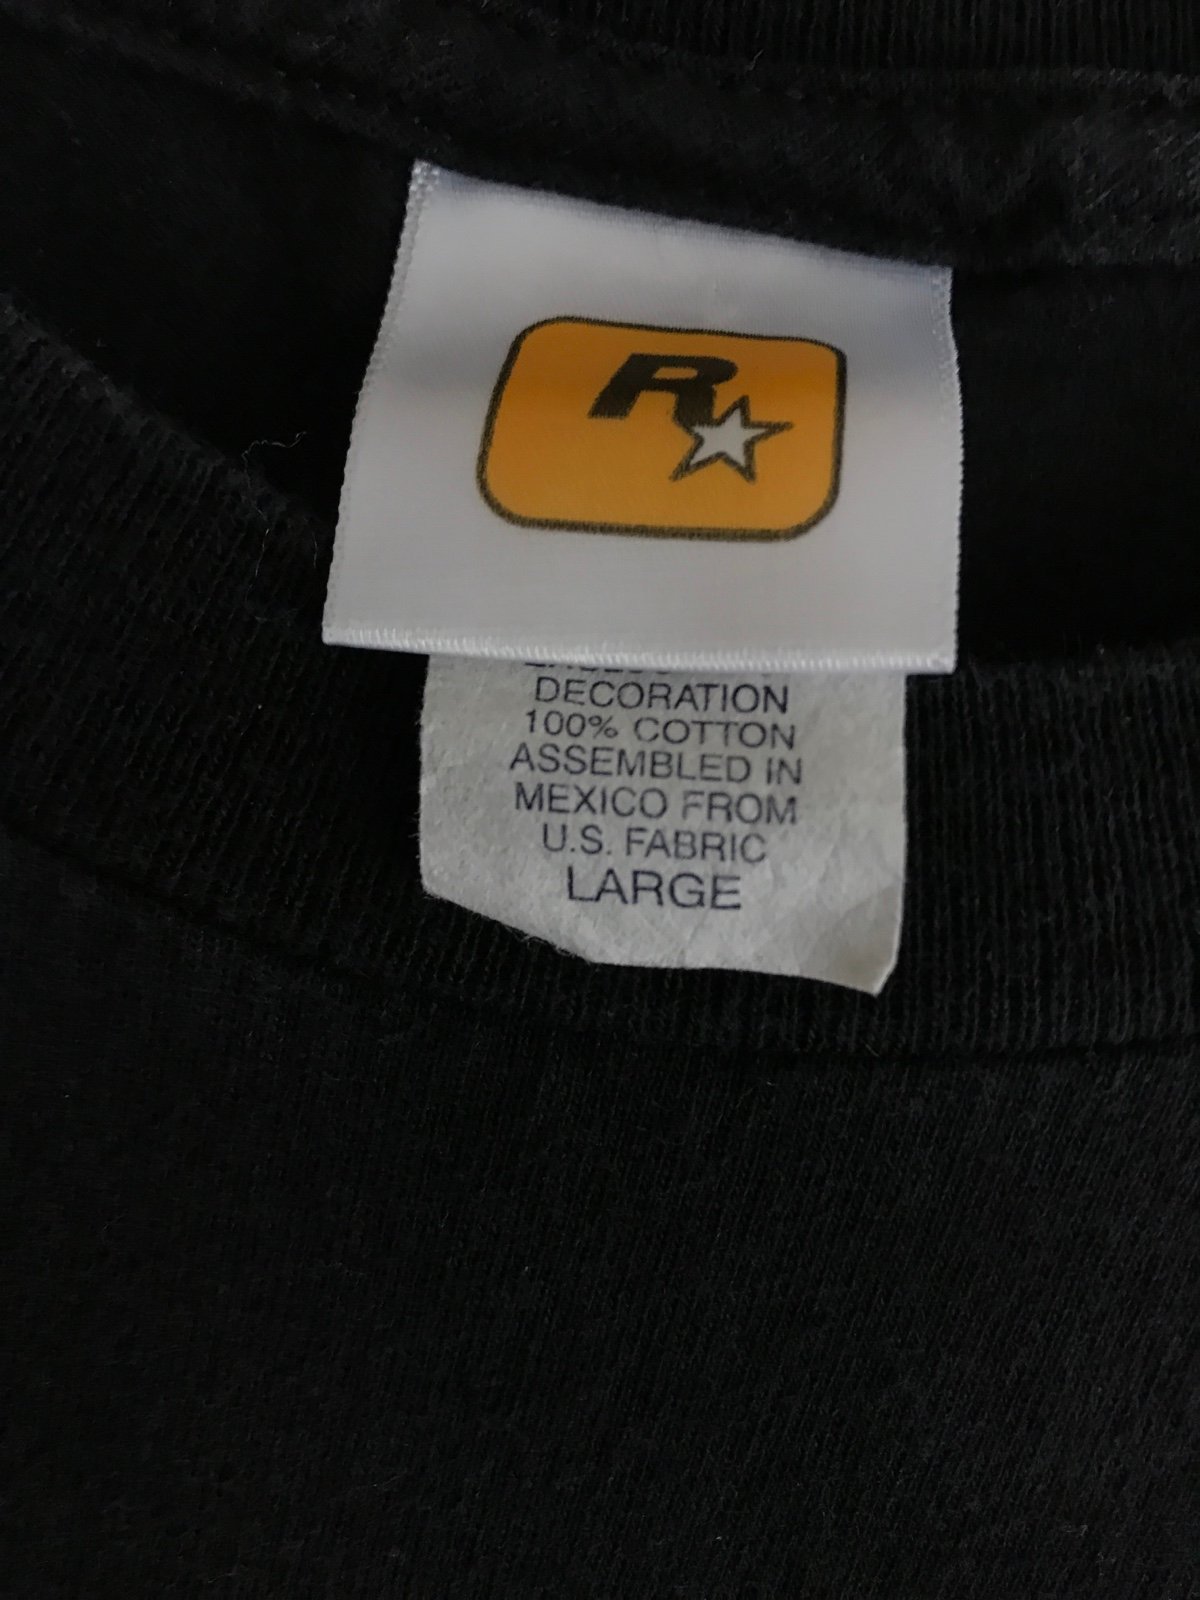 R
DECORATION
100% COTTON
ASSEMBLED IN
MEXICO FROM
U.S. FABRIC
LARGE